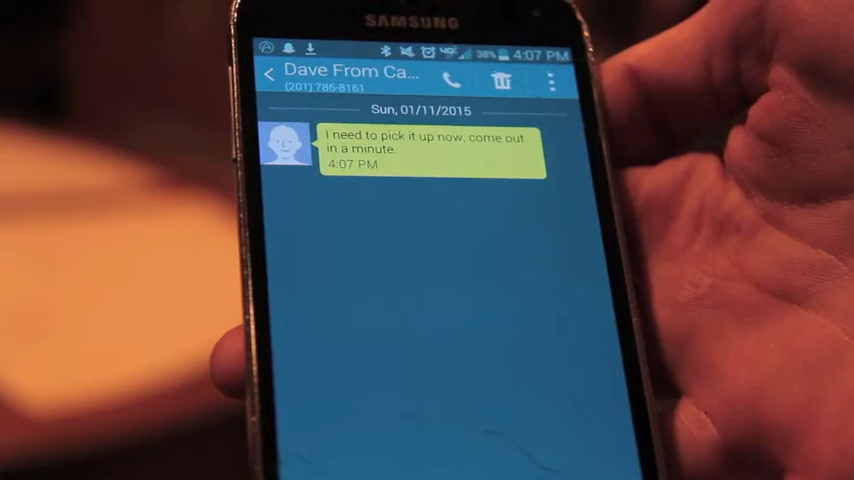 SAMSUNG
38% 4:07 PM
Dave From Ca...
(201) 786-8161
Sun, 01/11/2015
I need to pick it up now, come out
in a minute.
4:07 PM